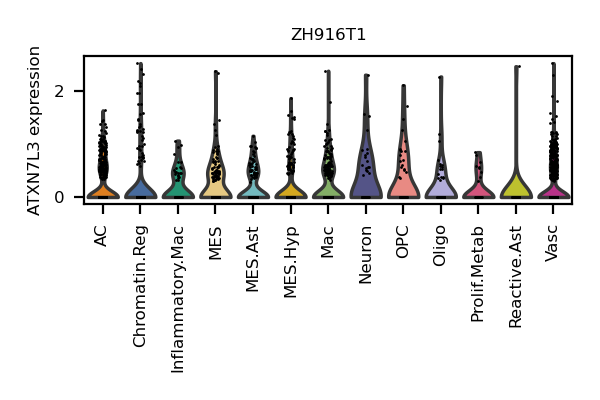 ZH916T1
ATXN7L3 expression
2
0
AC
Chromatin.Reg
Inflammatory.Mac
MES
MES.Ast
MES.Hyp
Mac
Neuron
OPC
Oligo
Prolif.Metab
Reactive.Ast
Vasc